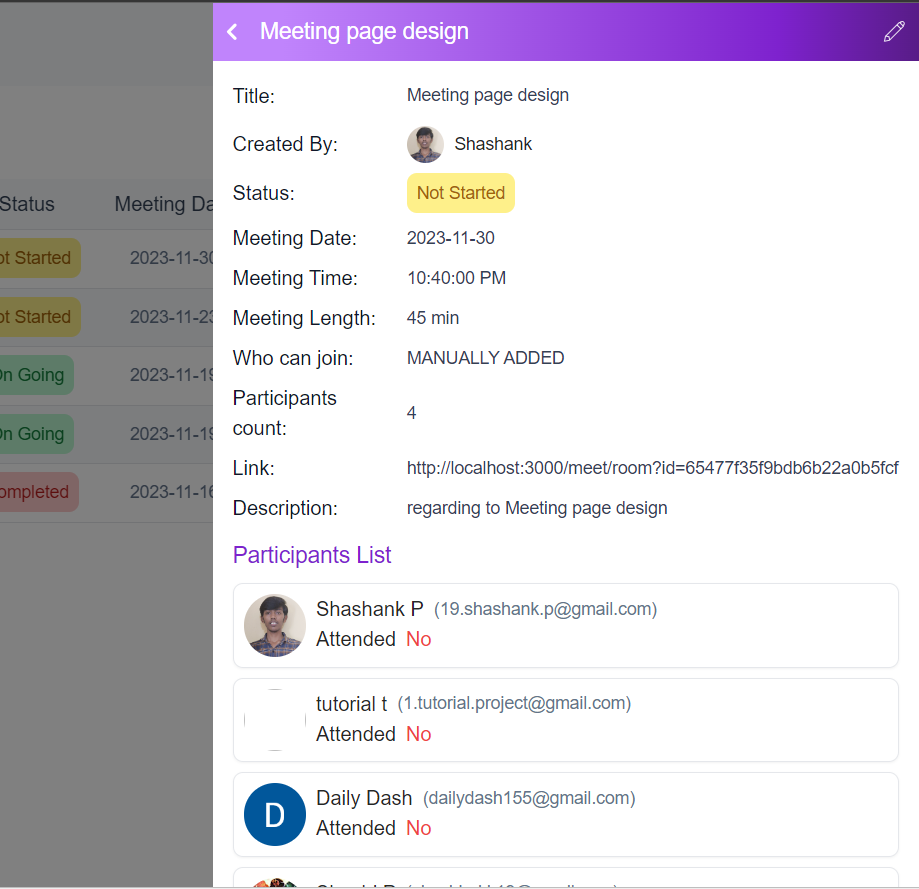 Meeting page design
Title: Meeting page design
Created By: Shashank
Status: Not Started
Meeting Date: 2023-11-30
Meeting Time: 10:40:00 PM
Meeting Length: 45 min
Who can join: MANUALLY ADDED
Participants
count: 4
Link: http://localhost:3000/meet/room?id=65477f35f9bdb6b22a0b5fcf
Description: regarding to Meeting page design
Participants List
Shashank P (19.shashank.p@gmail.com)
Attended No
tutorial t (1.tutorial.project@gmail.com)
Attended No
D
Daily Dash (dailydash155@gmail.com)
Attended No
Status Meeting Da
ot Started 2023-11-30
ot Started 2023-11-23
On Going 2023-11-19
On Going 2023-11-19
ompleted 2023-11-16